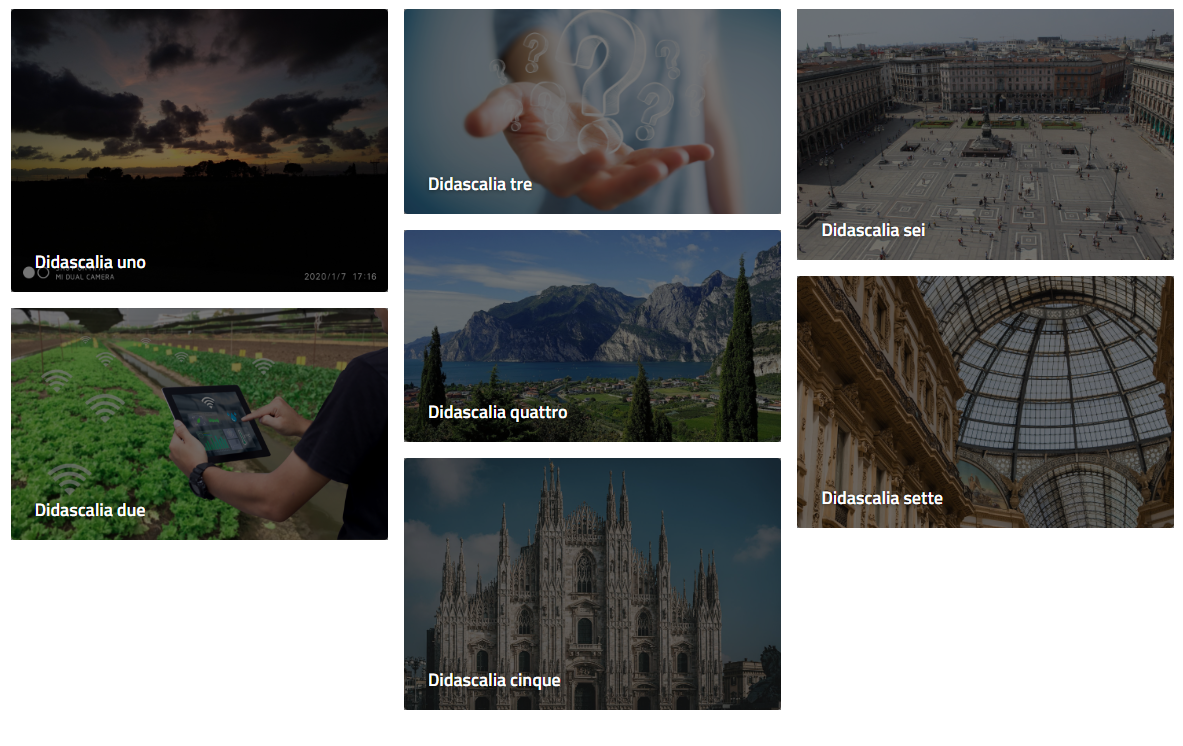 Didascalia uno
MI DUAL CAMERA
2020/1/7 17:16
Didascalia due
Didascalia tre
Didascalia quattro
Didascalia cinque
Didascalia sei
Didascalia sette